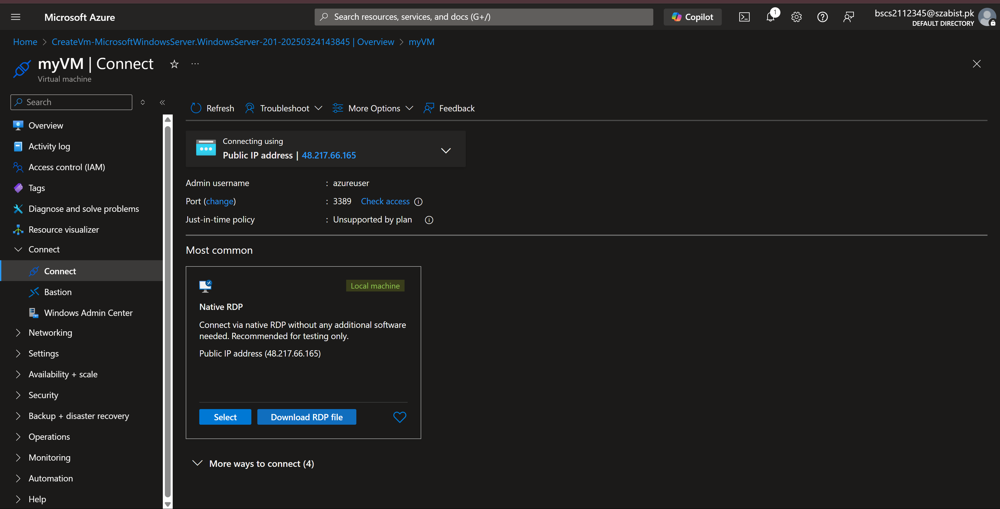 Microsoft Azure
Search resources, services, and docs (G+/)
Copilot
1
bscs2112345@szabist.pk
DEFAULT DIRECTORY
Home > CreateVm-MicrosoftWindowsServer.WindowsServer-201-20250324143845 | Overview > myVM
myVM | Connect
Virtual machine
Search
Overview
Activity log
Access control (IAM)
Tags
Diagnose and solve problems
Resource visualizer
Connect
Connect
Bastion
Windows Admin Center
Networking
Settings
Availability + scale
Security
Backup + disaster recovery
Operations
Monitoring
Automation
Help
Refresh Troubleshoot More Options Feedback
Connecting using
Public IP address | 48.217.66.165
Admin username : azureuser
Port (change) : 3389 Check access
Just-in-time policy : Unsupported by plan
Most common
Local machine
Native RDP
Connect via native RDP without any additional software
needed. Recommended for testing only.
Public IP address (48.217.66.165)
Select Download RDP file
More ways to connect (4)